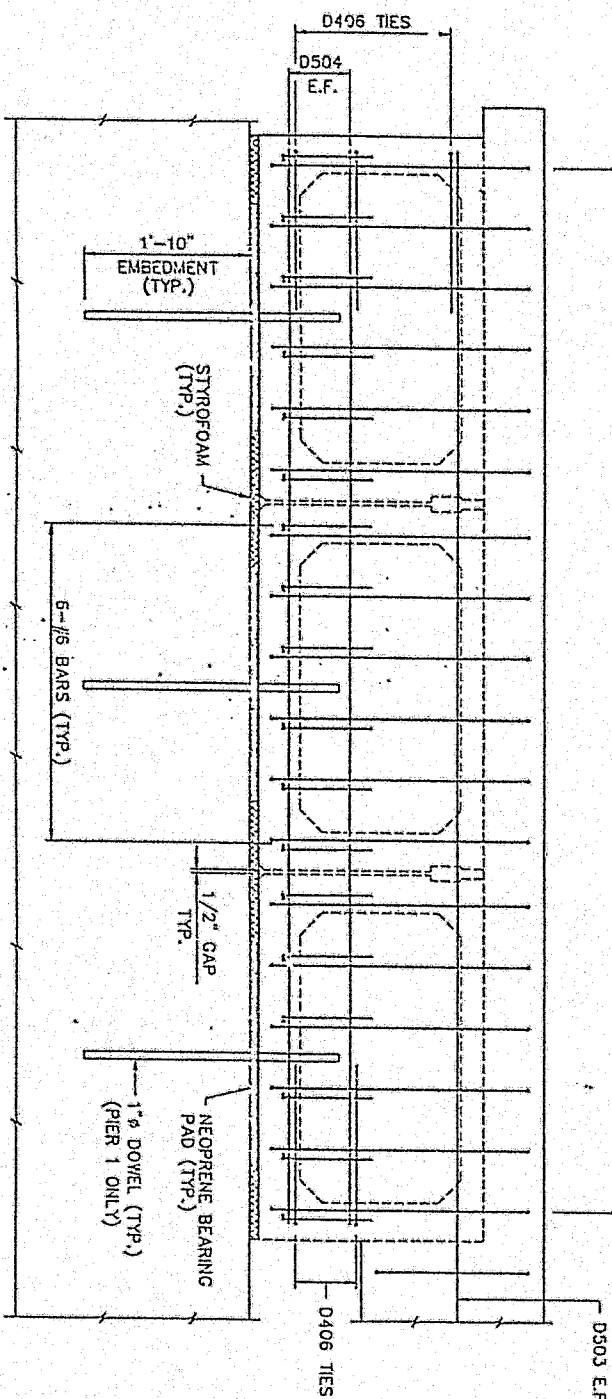 D406 TIES
D504
E.F.
1'-10"
EMBEDMENT
(TYP.)
STYROFOAM
(TYP.)
6-#6 BARS (TYP.)
1/2" GAP
TYP.
NEOPRENE BEARING
PAD (TYP.)
1"ø DOWEL (TYP.)
(PIER 1 ONLY)
D406 TIES
D503 E.F.